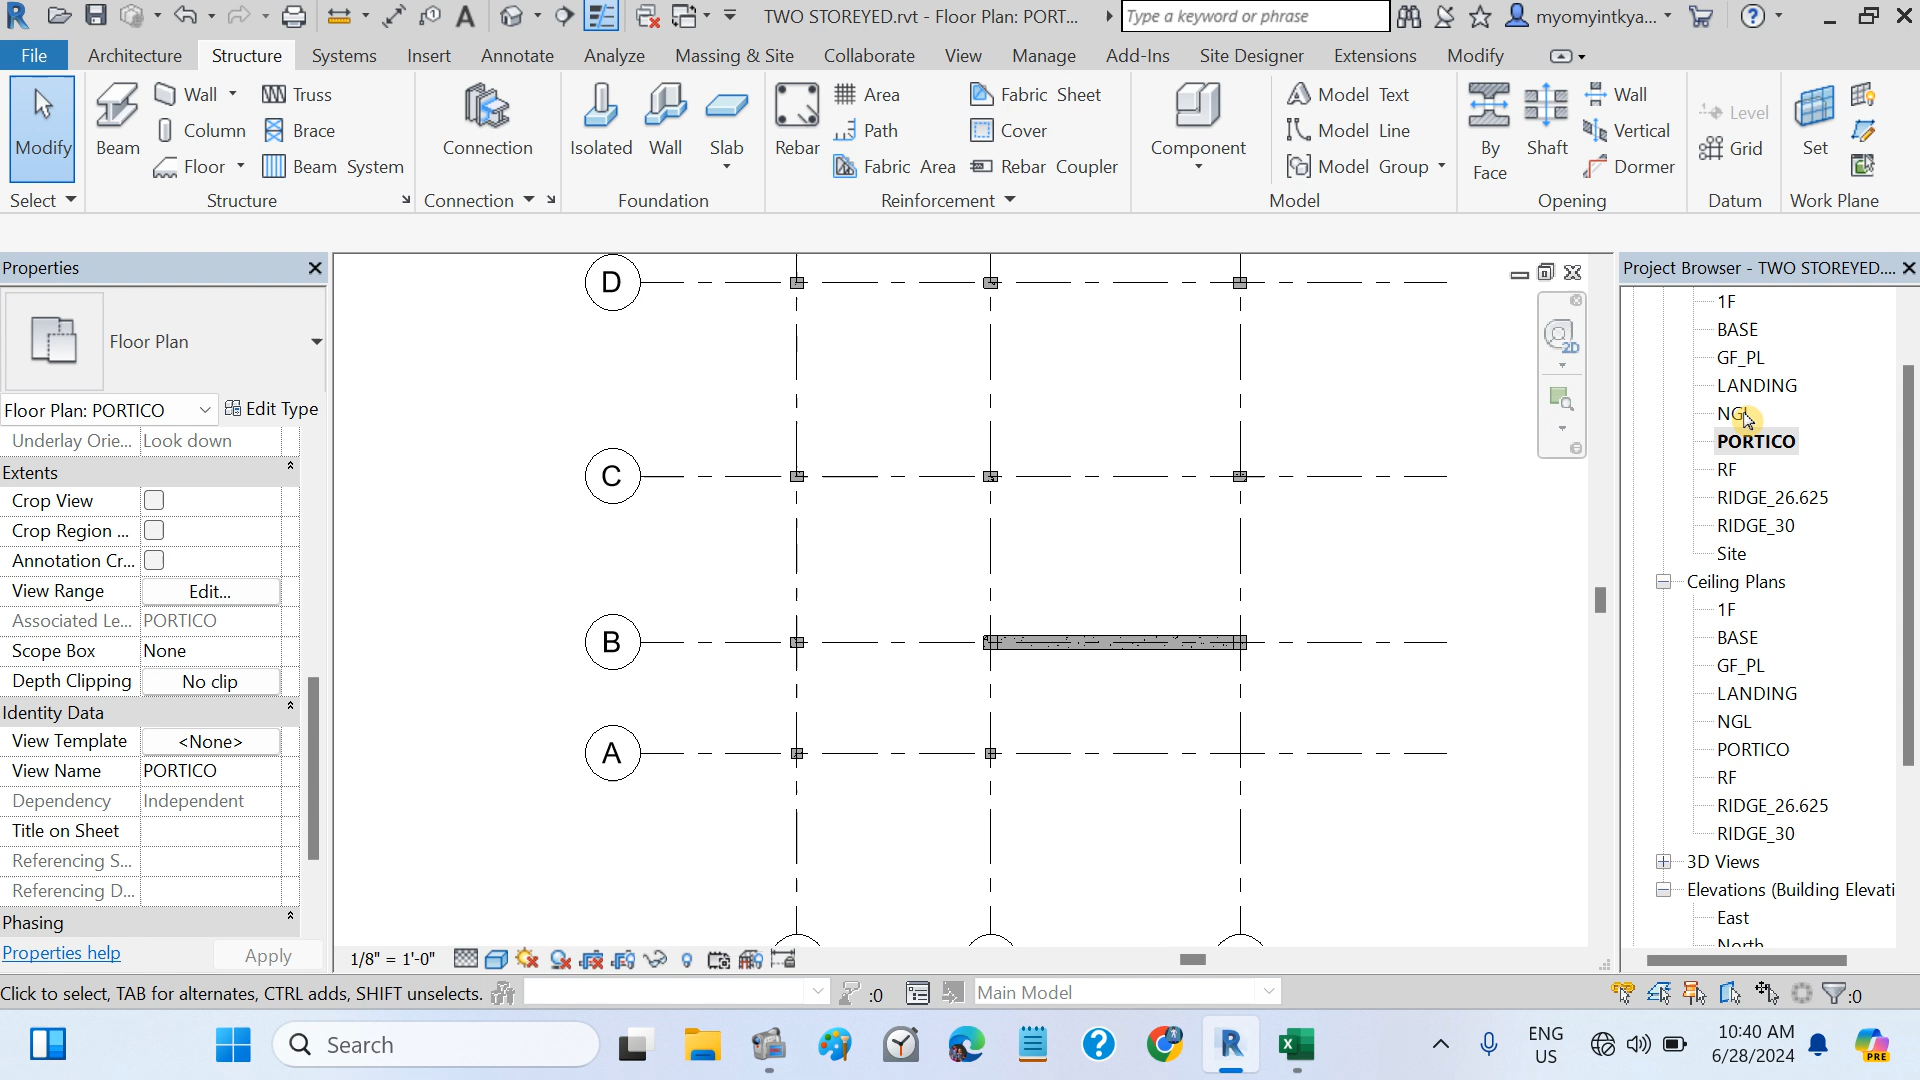 TWO STOREYED.rvt - Floor Plan: PORT...
Type a keyword or phrase
myomyintkya...
File Architecture Structure Systems Insert Annotate Analyze Massing & Site Collaborate View Manage Add-Ins Site Designer Extensions Modify
Modify
Beam
Wall
Column
Floor
Truss
Brace
Beam System
Connection
Isolated
Wall
Slab
Rebar
Area
Path
Fabric Area
Fabric Sheet
Cover
Rebar Coupler
Component
Model Text
Model Line
Model Group
By
Face
Shaft
Wall
Vertical
Dormer
Level
Grid
Set
Select Structure Connection Foundation Reinforcement Model Opening Datum Work Plane
Properties
Floor Plan
Floor Plan: PORTICO Edit Type
Underlay Orie... Look down
Extents
Crop View
Crop Region ...
Annotation Cr...
View Range Edit...
Associated Le... PORTICO
Scope Box None
Depth Clipping No clip
Identity Data
View Template <None>
View Name PORTICO
Dependency Independent
Title on Sheet
Referencing S...
Referencing D...
Phasing
Properties help Apply
D
C
B
A
1/8" = 1'-0"
Project Browser - TWO STOREYED....
1F
BASE
GF_PL
LANDING
NGL
PORTICO
RF
RIDGE_26.625
RIDGE_30
Site
Ceiling Plans
1F
BASE
GF_PL
LANDING
NGL
PORTICO
RF
RIDGE_26.625
RIDGE_30
3D Views
Elevations (Building Elevati
East
North
Click to select, TAB for alternates, CTRL adds, SHIFT unselects.
:0
Main Model
:0
Search
ENG
US
10:40 AM
6/28/2024
PRE